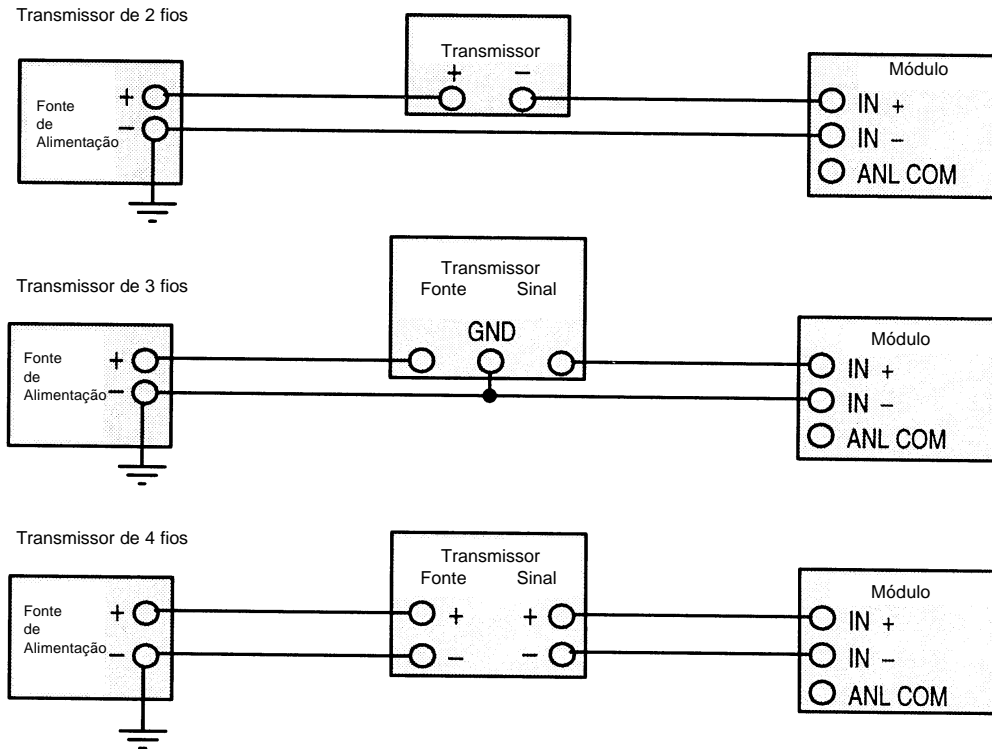 Transmissor de 2 fios
Fonte
de
Alimentação
+
–
Transmissor
+ –
Módulo
IN +
IN –
ANL COM
Transmissor de 3 fios
Fonte
de
Alimentação
+
–
Transmissor
Fonte Sinal
GND
Módulo
IN +
IN –
ANL COM
Transmissor de 4 fios
Fonte
de
Alimentação
+
–
Transmissor
Fonte Sinal
+ +
– –
Módulo
IN +
IN –
ANL COM